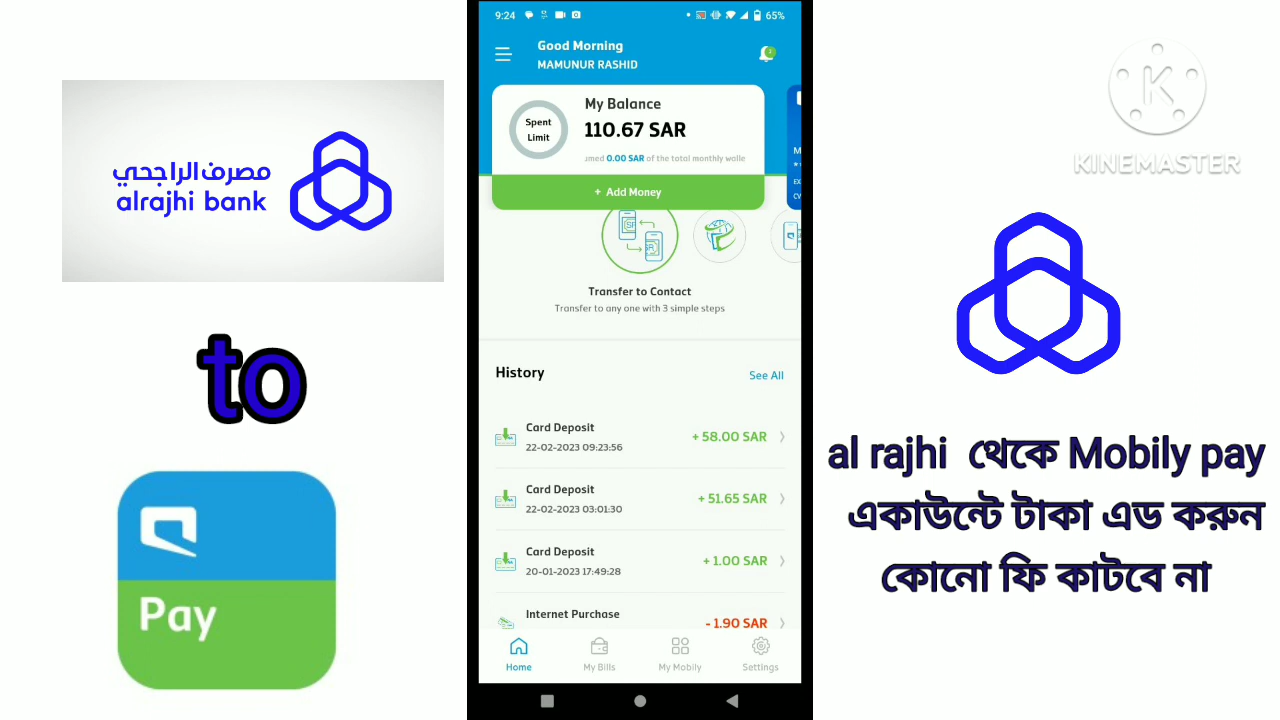 مصرف الراجحي
alrajhi bank
to
Pay
9:24
65%
Good Morning
MAMUNUR RASHID
My Balance
Spent
Limit
110.67 SAR
umed 0.00 SAR of the total monthly walle
+ Add Money
M
EX
CV
Transfer to Contact
Transfer to any one with 3 simple steps
History
See All
Card Deposit
+ 58.00 SAR
22-02-2023 09:23:56
Card Deposit
+ 51.65 SAR
22-02-2023 03:01:30
Card Deposit
+ 1.00 SAR
20-01-2023 17:49:28
Internet Purchase
- 1.90 SAR
Home
My Bills
My Mobily
Settings
K
KINEMASTER
al rajhi থেকে Mobily pay
একাউন্টে টাকা এড করুন
কোনো ফি কাটবে না